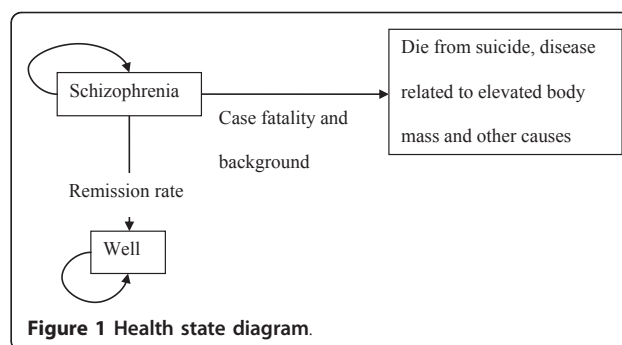 Schizophrenia
Die from suicide, disease
related to elevated body
mass and other causes
Case fatality and
background
Remission rate
Well
Figure 1 Health state diagram.